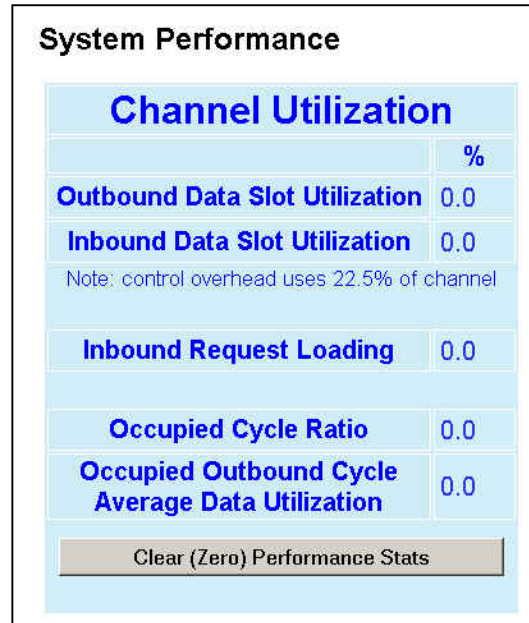 System Performance
Channel Utilization
%
Outbound Data Slot Utilization 0.0
Inbound Data Slot Utilization 0.0
Note: control overhead uses 22.5% of channel
Inbound Request Loading 0.0
Occupied Cycle Ratio 0.0
Occupied Outbound Cycle
Average Data Utilization 0.0
Clear (Zero) Performance Stats